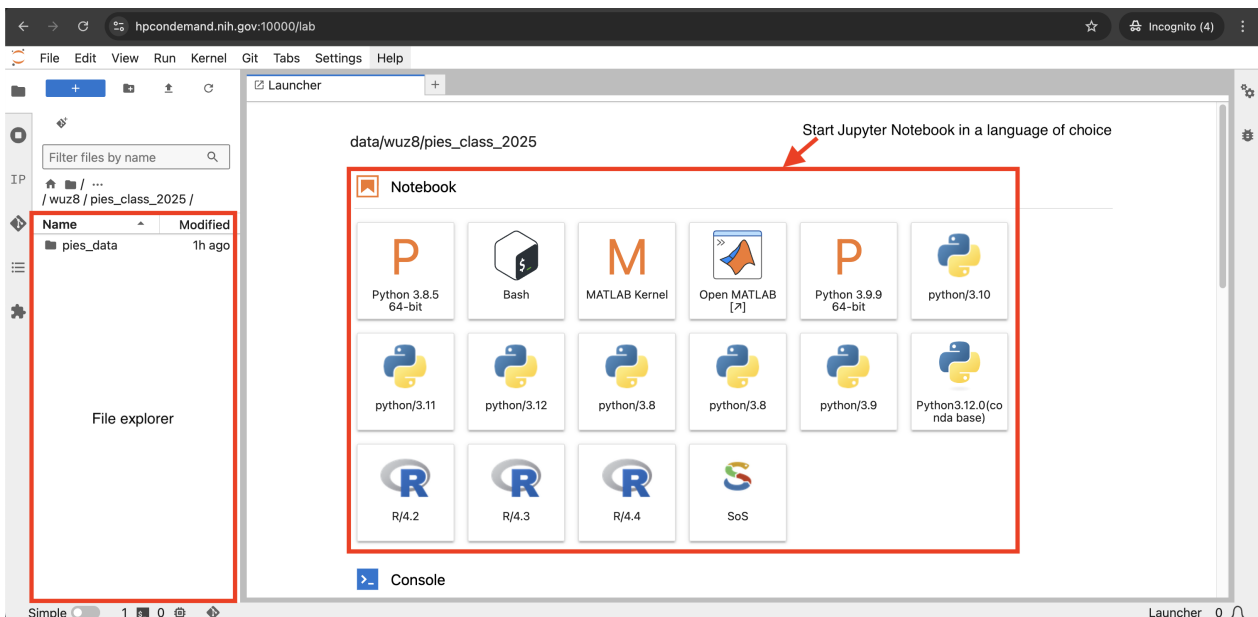 hpcondemand.nih.gov:10000/lab
Incognito (4)
File Edit View Run Kernel Git Tabs Settings Help
+
Launcher
+
Filter files by name
/ ...
/ wuz8 / pies_class_2025 /
Name Modified
pies_data 1h ago
File explorer
IP
data/wuz8/pies_class_2025
Start Jupyter Notebook in a language of choice
Notebook
P
Python 3.8.5
64-bit
$_
Bash
M
MATLAB Kernel
»
Open MATLAB
[↗]
P
Python 3.9.9
64-bit
python/3.10
python/3.11
python/3.12
python/3.8
python/3.8
python/3.9
Python3.12.0(co
nda base)
R
R/4.2
R
R/4.3
R
R/4.4
S
SoS
>_ Console
Simple 1 $ 0
Launcher 0